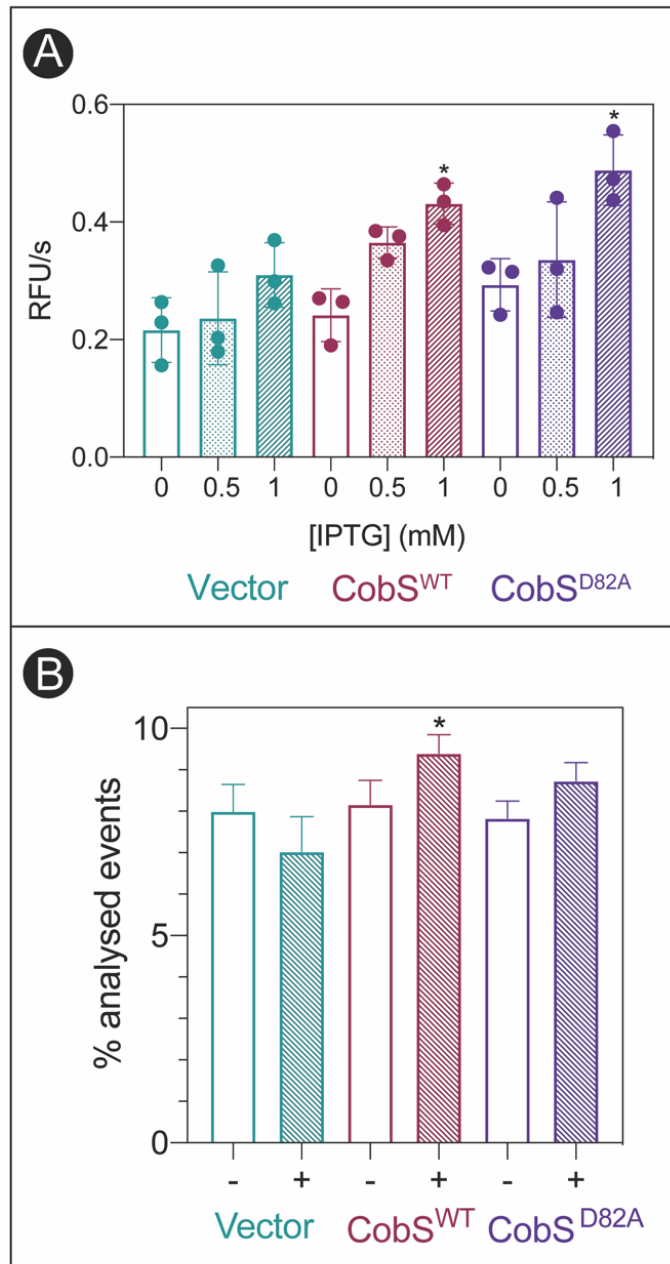 A
0.6
0.4
0.2
0.0
RFU/s
*
*
0 0.5 1 0 0.5 1 0 0.5 1
[IPTG] (mM)
Vector CobS^WT CobS^D82A
B
10
5
0
% analysed events
*
- + - + - +
Vector CobS^WT CobS^D82A